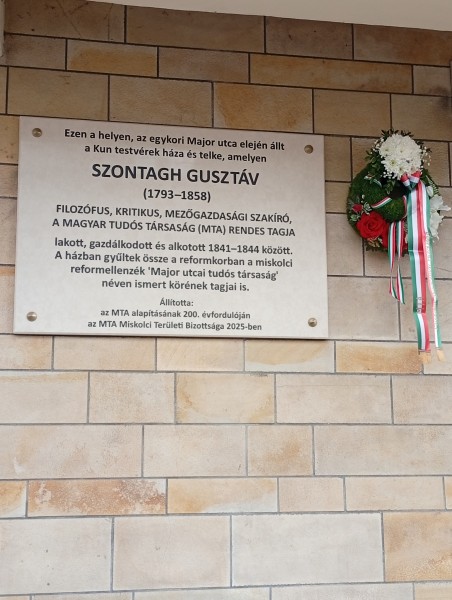 Ezen a helyen, az egykori Major utca elején állt
a Kun testvérek háza és telke, amelyen
SZONTAGH GUSZTÁV
(1793–1858)
FILOZÓFUS, KRITIKUS, MEZŐGAZDASÁGI SZAKÍRÓ,
A MAGYAR TUDÓS TÁRSASÁG (MTA) RENDES TAGJA
lakott, gazdálkodott és alkotott 1841–1844 között.
A házban gyűltek össze a reformkorban a miskolci
reformellenzék 'Major utcai tudós társaság'
néven ismert körének tagjai is.
Állította:
az MTA alapításának 200. évfordulóján
az MTA Miskolci Területi Bizottsága 2025-ben